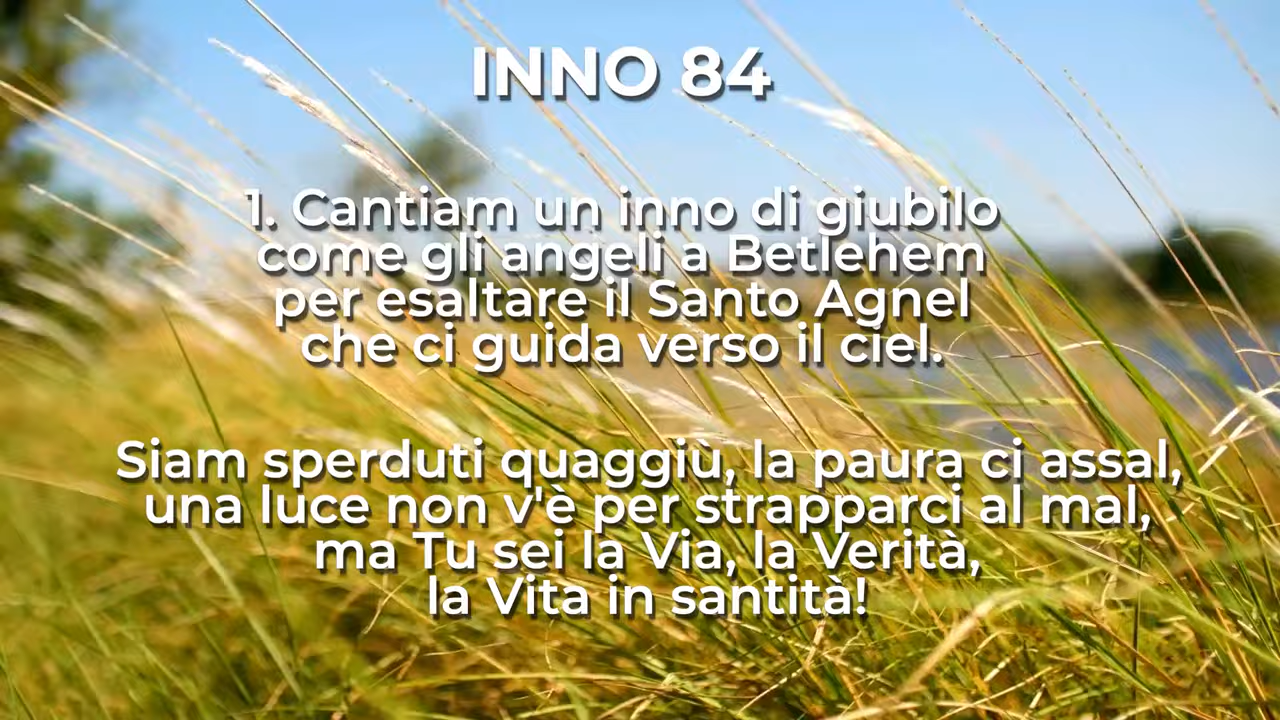 INNO 84
1. Cantiam un inno di giubilo
come gli angeli a Betlehem
per esaltare il Santo Agnel
che ci guida verso il ciel.
Siam sperduti quaggiù, la paura ci assal,
una luce non v'è per strapparci al mal,
ma Tu sei la Via, la Verità,
la Vita in santità!